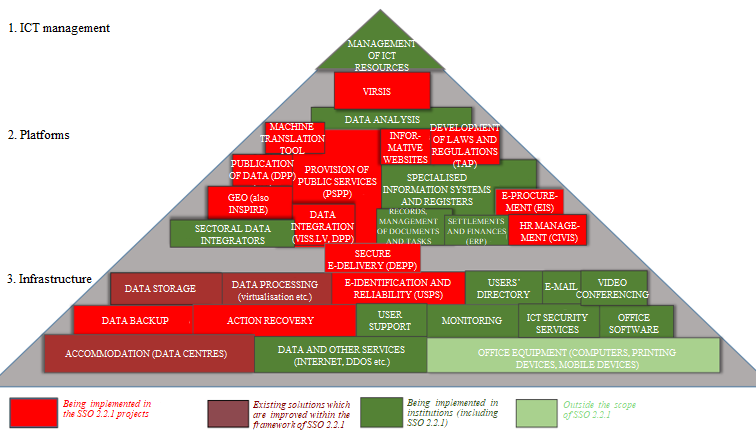 1. ICT management
MANAGEMENT
OF ICT
RESOURCES
VIRSIS
DATA ANALYSIS
2. Platforms
MACHINE
TRANSLATION
TOOL
INFOR-
MATIVE
WEBSITES
DEVELOPMENT
OF LAWS AND
REGULATIONS
(TAP)
PUBLICATION
OF DATA (DPP)
PROVISION OF
PUBLIC SERVICES
(PSPP)
SPECIALISED
INFORMATION SYSTEMS
AND REGISTERS
GEO (also
INSPIRE)
E-PROCURE-
MENT (EIS)
SECTORAL DATA
INTEGRATORS
DATA
INTEGRATION
(VISS.LV, DPP)
RECORDS,
MANAGEMENT
OF DOCUMENTS
AND TASKS
SETTLEMENTS
AND FINANCES
(ERP)
HR MANAGE-
MENT (CIVIS)
SECURE
E-DELIVERY (DEPP)
3. Infrastructure
DATA STORAGE
DATA PROCESSING
(virtualisation etc.)
E-IDENTIFICATION AND
RELIABILITY (USPS)
USERS'
DIRECTORY
E-MAIL
VIDEO
CONFERENCING
DATA BACKUP
ACTION RECOVERY
USER
SUPPORT
MONITORING
ICT SECURITY
SERVICES
OFFICE
SOFTWARE
ACCOMMODATION (DATA CENTRES)
DATA AND OTHER SERVICES
(INTERNET, DDOS etc.)
OFFICE EQUIPMENT (COMPUTERS, PRINTING
DEVICES, MOBILE DEVICES)
Being implemented in
the SSO 2.2.1 projects
Existing solutions which
are improved within the
framework of SSO 2.2.1
Being implemented in
institutions (including
SSO 2.2.1)
Outside the scope
of SSO 2.2.1